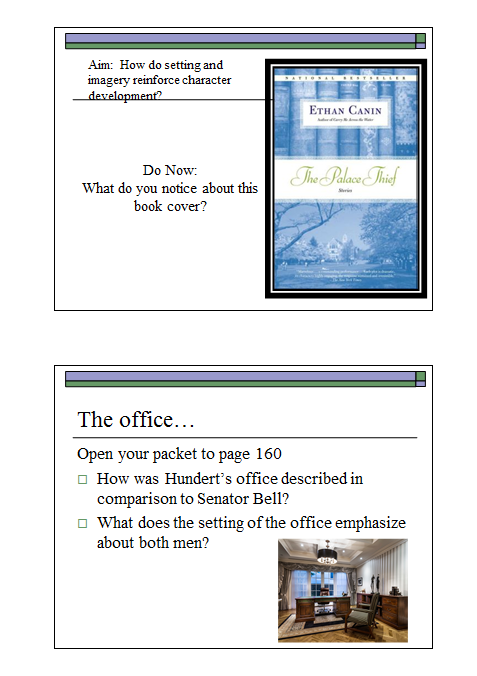 Aim: How do setting and
imagery reinforce character
development?
Do Now:
What do you notice about this
book cover?
NATIONAL BESTSELLER
ETHAN CANIN
Author of Carry Me Across the Water
The Palace Thief
Stories
The office…
Open your packet to page 160
How was Hundert’s office described in
comparison to Senator Bell?
What does the setting of the office emphasize
about both men?